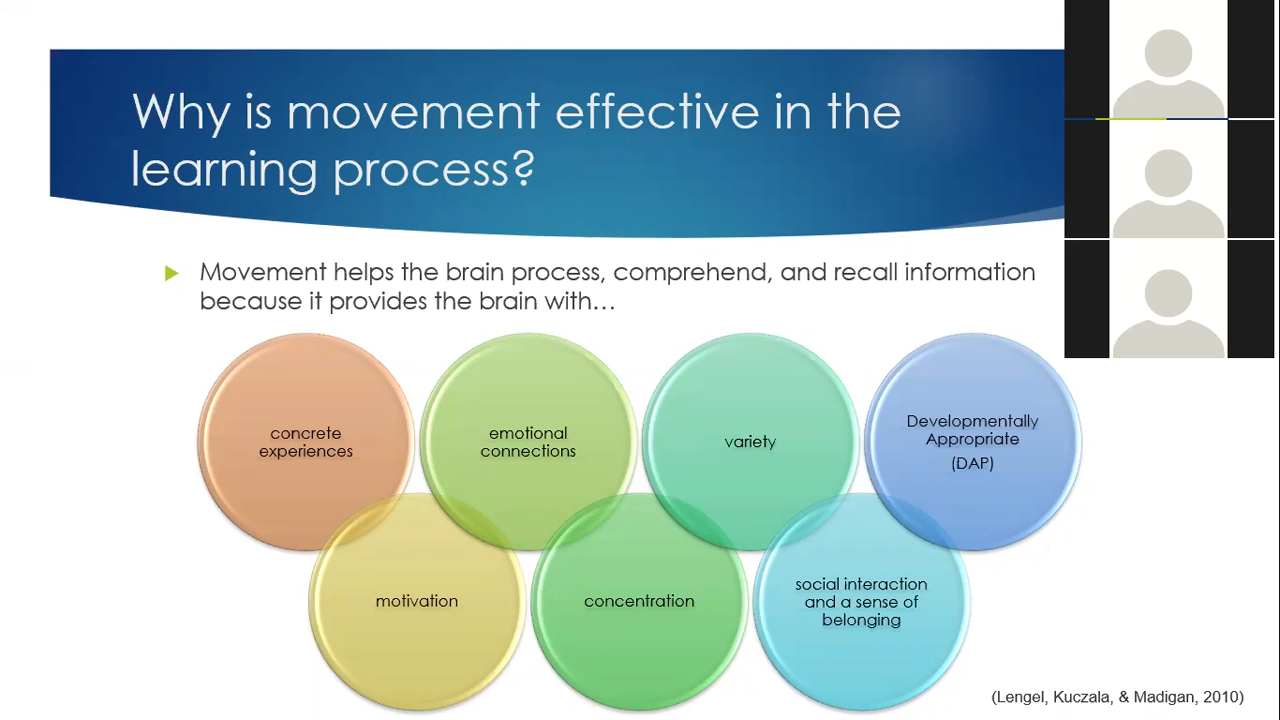 Why is movement effective in the
learning process?
Movement helps the brain process, comprehend, and recall information
because it provides the brain with…
concrete
experiences
emotional
connections
variety
Developmentally
Appropriate
(DAP)
motivation
concentration
social interaction
and a sense of
belonging
(Lengel, Kuczala, & Madigan, 2010)